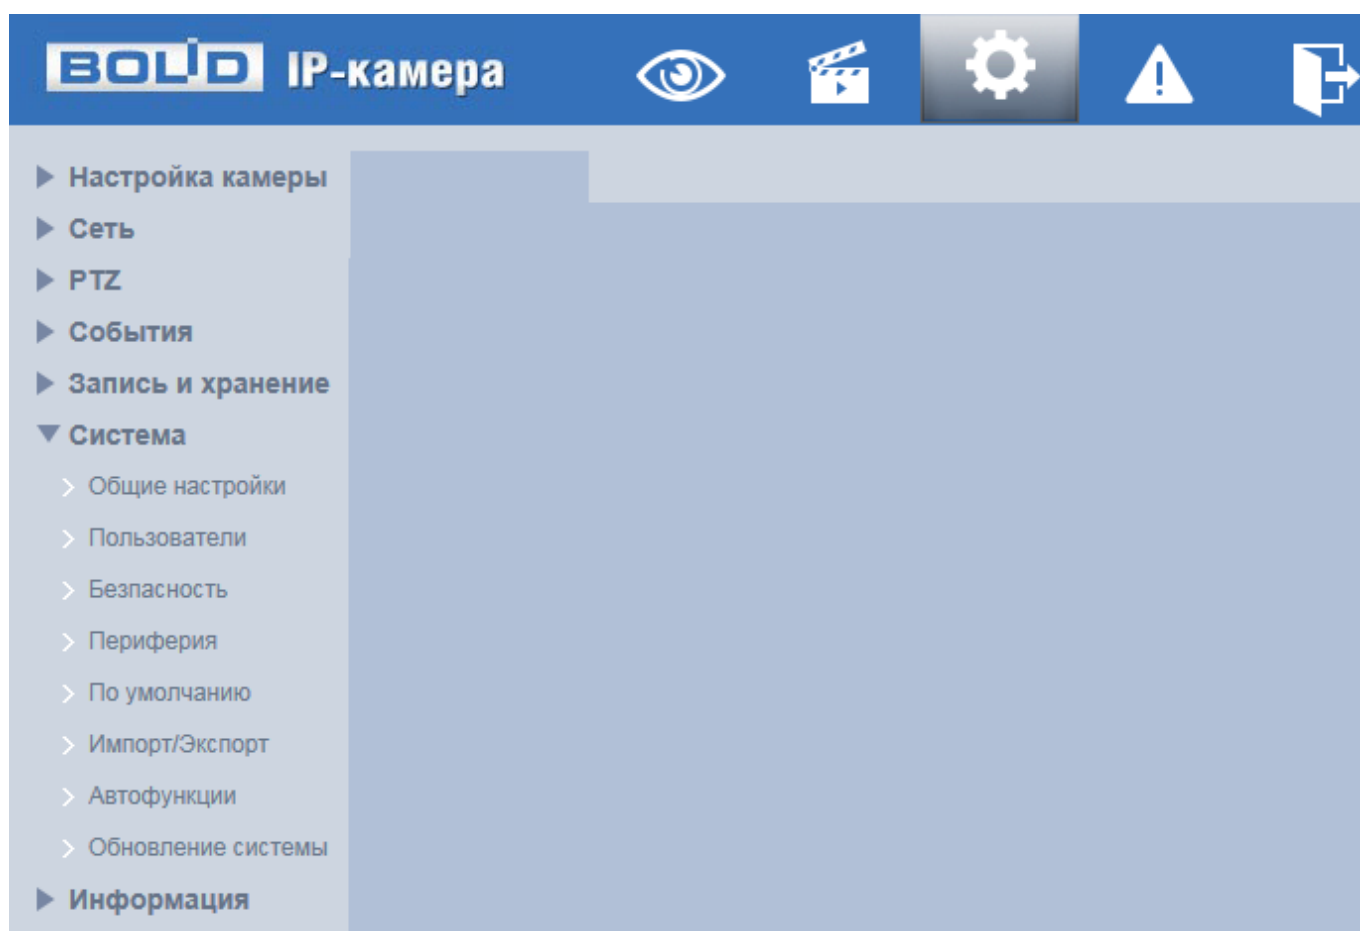 BOLID IP-камера
Настройка камеры
Сеть
PTZ
События
Запись и хранение
Система
Общие настройки
Пользователи
Безпасность
Периферия
По умолчанию
Импорт/Экспорт
Автофункции
Обновление системы
Информация